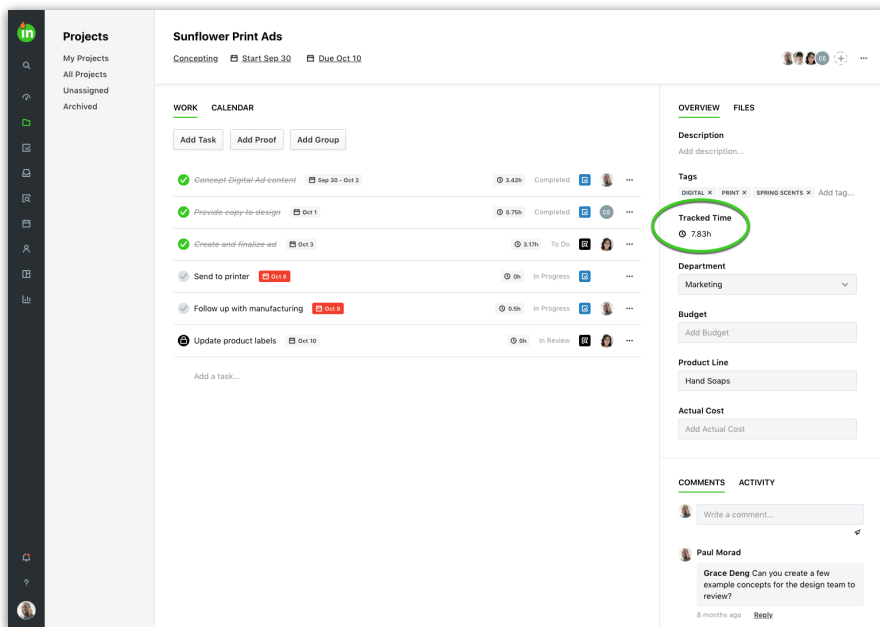 in
Projects
My Projects
All Projects
Unassigned
Archived
Sunflower Print Ads
Concepting Start Sep 30 Due Oct 10
CE
WORK CALENDAR
Add Task Add Proof Add Group
Concept Digital Ad content Sep 30 - Oct 2 3.42h Completed
Provide copy to design Oct 1 0.75h Completed CE
Create and finalize ad Oct 3 3.17h To Do
Send to printer Oct 8 0h In Progress
Follow up with manufacturing Oct 9 0.5h In Progress
Update product labels Oct 10 0h In Review
Add a task...
OVERVIEW FILES
Description
Add description...
Tags
DIGITAL × PRINT × SPRING SCENTS × Add tag...
Tracked Time
7.83h
Department
Marketing
Budget
Add Budget
Product Line
Hand Soaps
Actual Cost
Add Actual Cost
COMMENTS ACTIVITY
Write a comment...
Paul Morad
Grace Deng Can you create a few
example concepts for the design team to
review?
8 months ago Reply
?